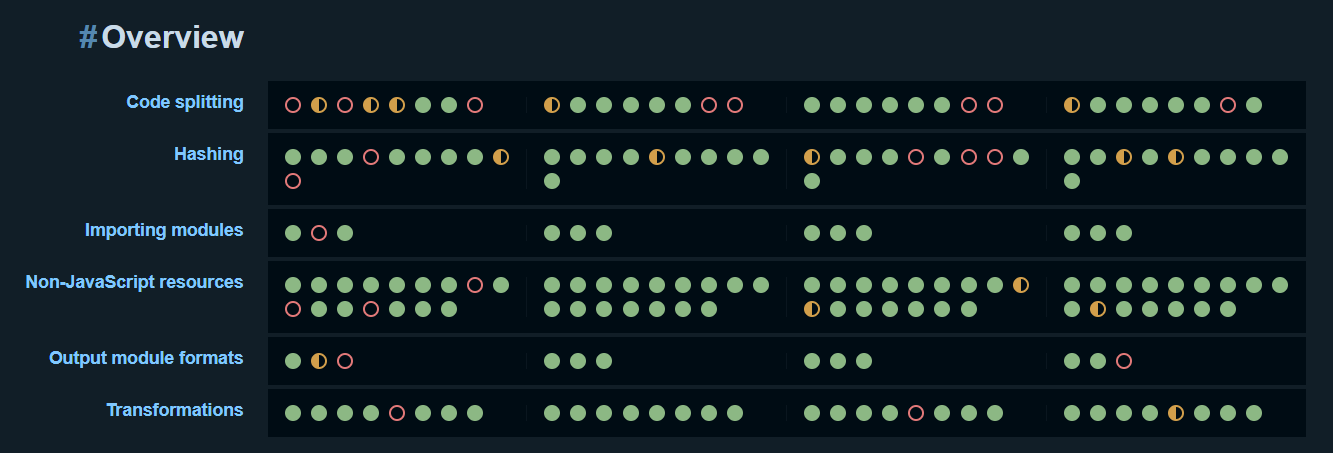 #Overview
Code splitting
Hashing
Importing modules
Non-JavaScript resources
Output module formats
Transformations